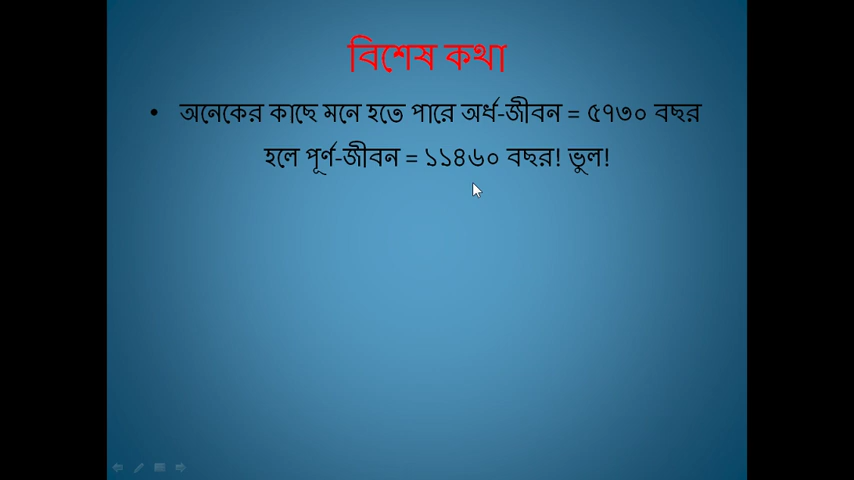 বিশেষ কথা
• অনেকের কাছে মনে হতে পারে অর্ধ-জীবন = ৫৭৩০ বছর
হলে পূর্ণ-জীবন = ১১৪৬০ বছর! ভুল!